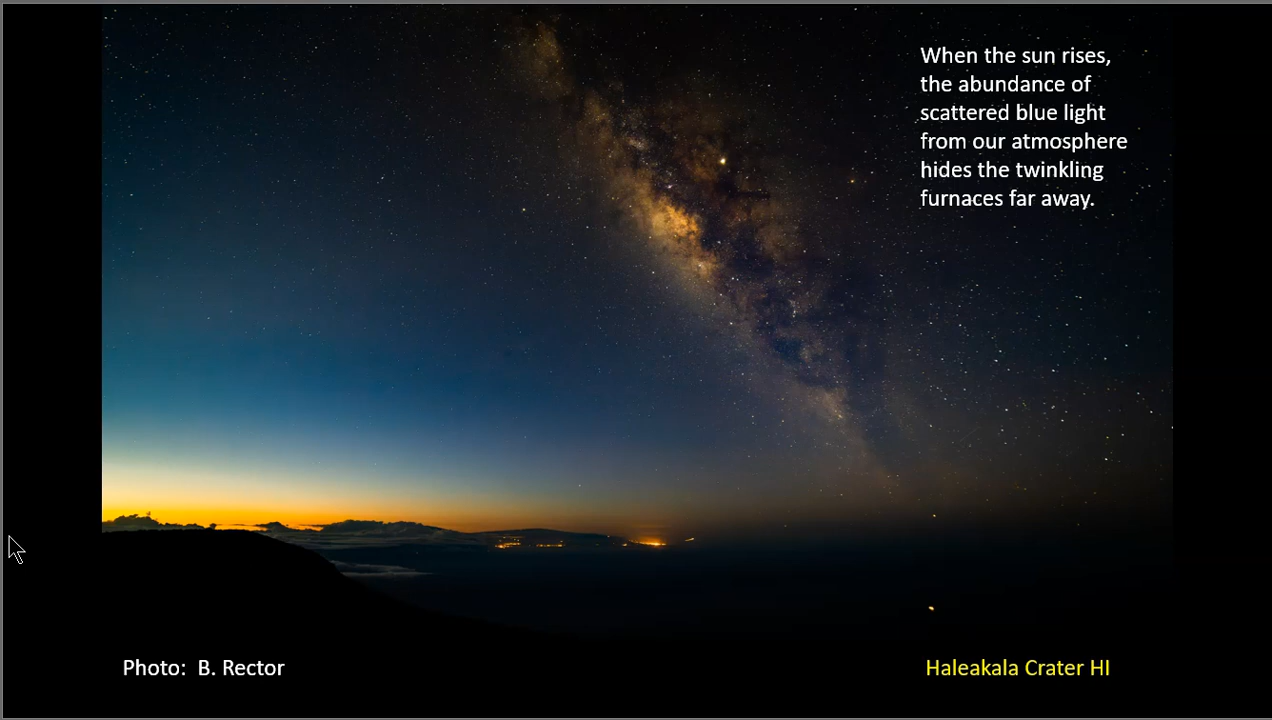 When the sun rises,
the abundance of
scattered blue light
from our atmosphere
hides the twinkling
furnaces far away.
Photo:  B. Rector
Haleakala Crater HI